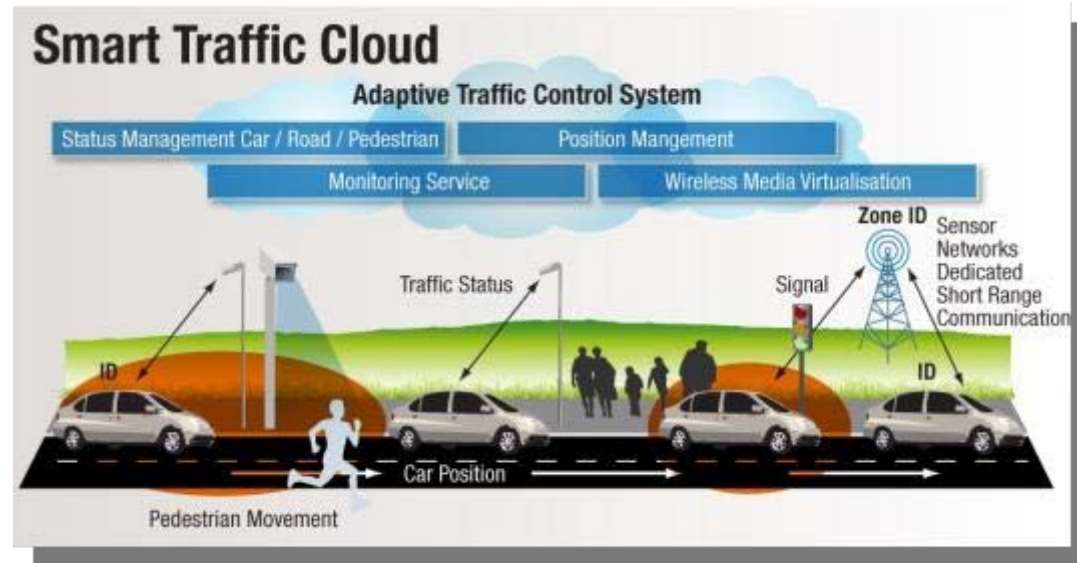 Smart Traffic Cloud
Adaptive Traffic Control System
Status Management Car / Road / Pedestrian
Position Mangement
Monitoring Service
Wireless Media Virtualisation
Zone ID
Sensor
Networks
Dedicated
Short Range
Communication
Traffic Status
Signal
ID
ID
Car Position
Pedestrian Movement